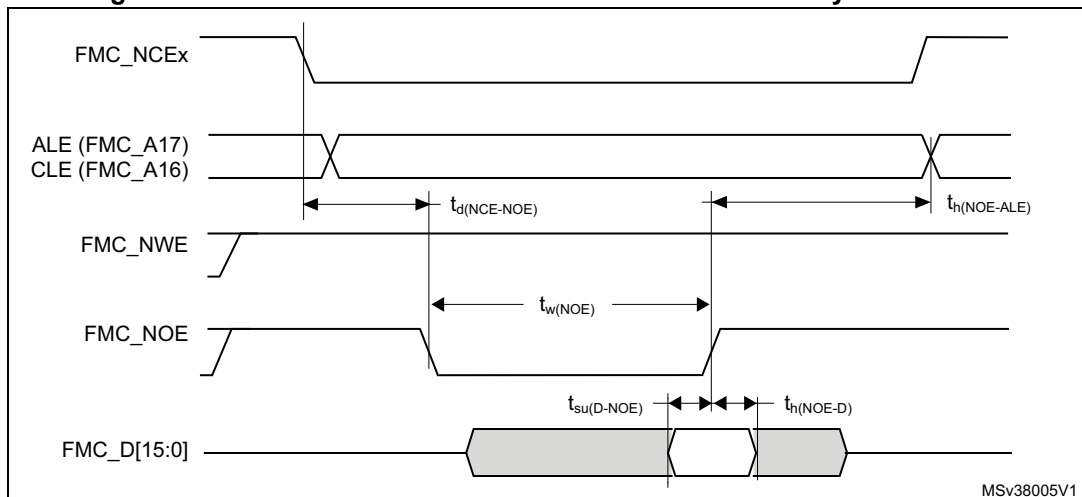 FMC_NCEx
ALE (FMC_A17)
CLE (FMC_A16)
td(NCE-NOE)
th(NOE-ALE)
FMC_NWE
tw(NOE)
FMC_NOE
tsu(D-NOE)
th(NOE-D)
FMC_D[15:0]
MSv38005V1